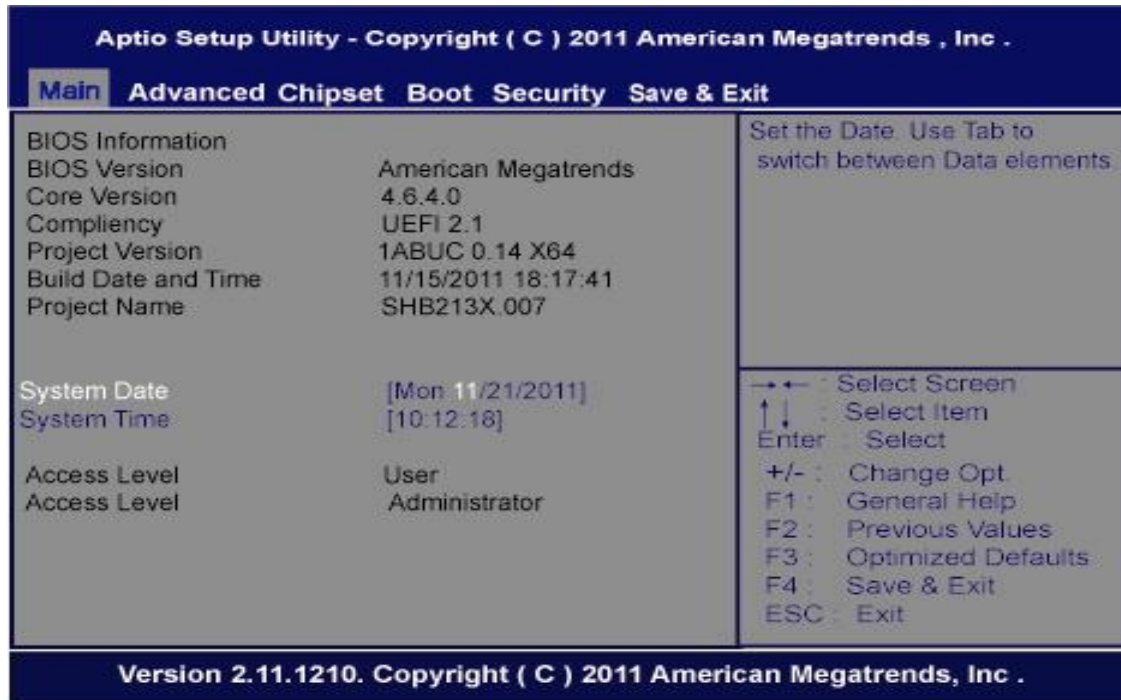 Aptio Setup Utility - Copyright ( C ) 2011 American Megatrends , Inc .
Main Advanced Chipset Boot Security Save & Exit
BIOS Information
BIOS Version American Megatrends
Core Version 4.6.4.0
Compliency UEFI 2.1
Project Version 1ABUC 0.14 X64
Build Date and Time 11/15/2011 18:17:41
Project Name SHB213X.007
System Date [Mon 11/21/2011]
System Time [10:12:18]
Access Level User
Access Level Administrator
Set the Date. Use Tab to
switch between Data elements.
→← : Select Screen
↑↓ : Select Item
Enter : Select
+/- : Change Opt.
F1 : General Help
F2 : Previous Values
F3 : Optimized Defaults
F4 : Save & Exit
ESC : Exit
Version 2.11.1210. Copyright ( C ) 2011 American Megatrends, Inc .